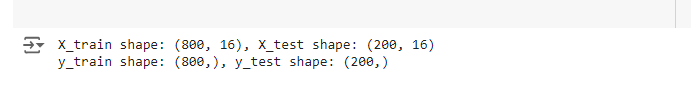 X_train shape: (800, 16), X_test shape: (200, 16)
y_train shape: (800,), y_test shape: (200,)